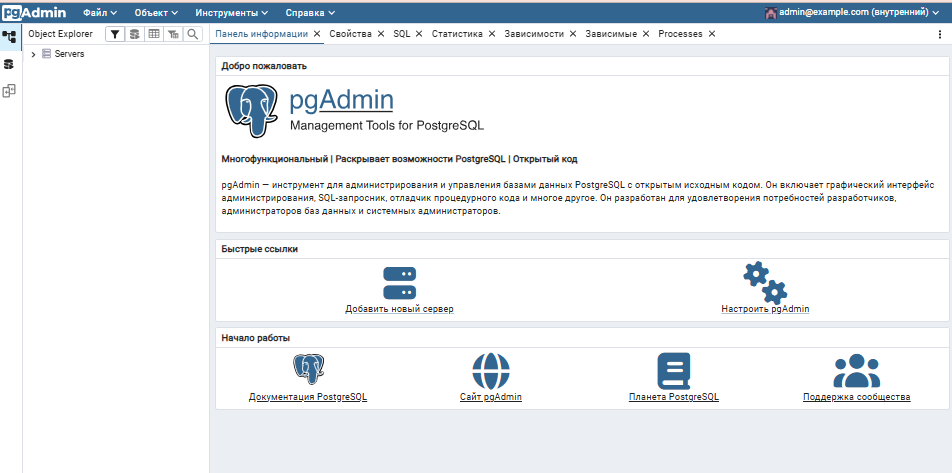 pgAdmin Файл Объект Инструменты Справка admin@example.com (внутренний)
Object Explorer
Панель информации Свойства SQL Статистика Зависимости Зависимые Processes
Servers
Добро пожаловать
pgAdmin
Management Tools for PostgreSQL
Многофункциональный | Раскрывает возможности PostgreSQL | Открытый код
pgAdmin — инструмент для администрирования и управления базами данных PostgreSQL с открытым исходным кодом. Он включает графический интерфейс
администрирования, SQL-запросник, отладчик процедурного кода и многое другое. Он разработан для удовлетворения потребностей разработчиков,
администраторов баз данных и системных администраторов.
Быстрые ссылки
Добавить новый сервер Настроить pgAdmin
Начало работы
Документация PostgreSQL Сайт pgAdmin Планета PostgreSQL Поддержка сообщества